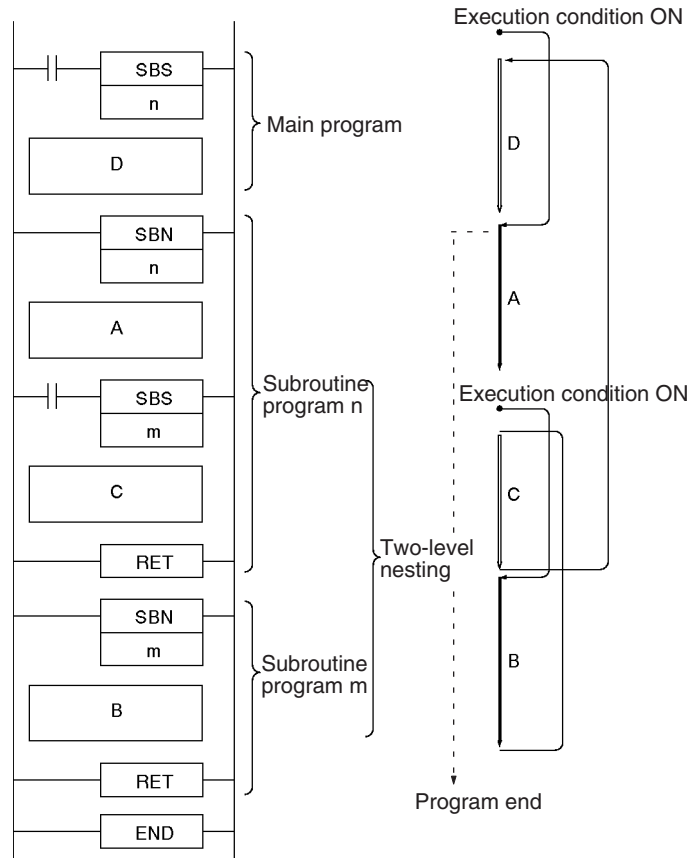 Execution condition ON
SBS
n
Main program
D
D
SBN
n
A
A
Execution condition ON
SBS
m
Subroutine
program n
C
C
Two-level
nesting
RET
SBN
m
Subroutine
program m
B
B
RET
Program end
END